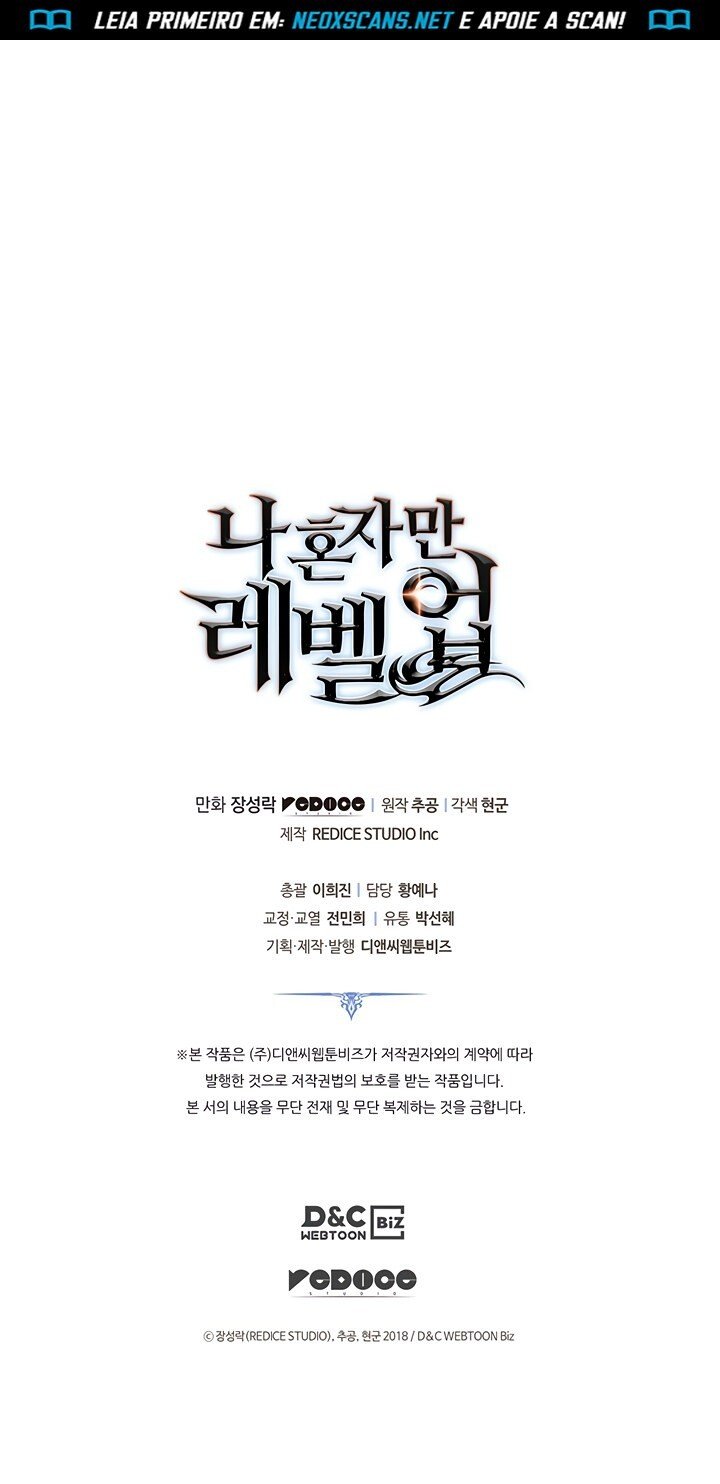 LEIA PRIMEIRO EM: NEOXSCANS.NET E APOIE A SCAN!
나 혼자만
레벨업
만화 장성락 REDICE STUDIO | 원작 추공 | 각색 현군
제작 REDICE STUDIO Inc
총괄 이희진 | 담당 황예나
교정·교열 전민희 | 유통 박선혜
기획·제작·발행 디앤씨웹툰비즈
※본 작품은 (주)디앤씨웹툰비즈가 저작권자와의 계약에 따라
발행한 것으로 저작권법의 보호를 받는 작품입니다.
본 서의 내용을 무단 전재 및 무단 복제하는 것을 금합니다.
D&C BiZ
WEBTOON
REDICE
STUDIO
ⓒ 장성락(REDICE STUDIO), 추공, 현군 2018 / D&C WEBTOON Biz